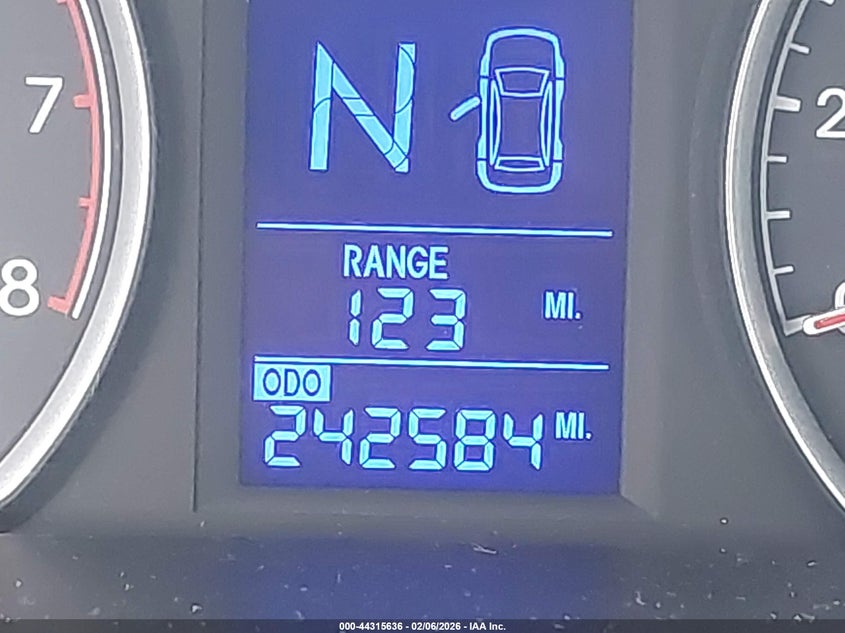 N
7
2
8
RANGE
123 MI.
ODO
242584 MI.
000-44315636 - 02/06/2026 - IAA Inc.